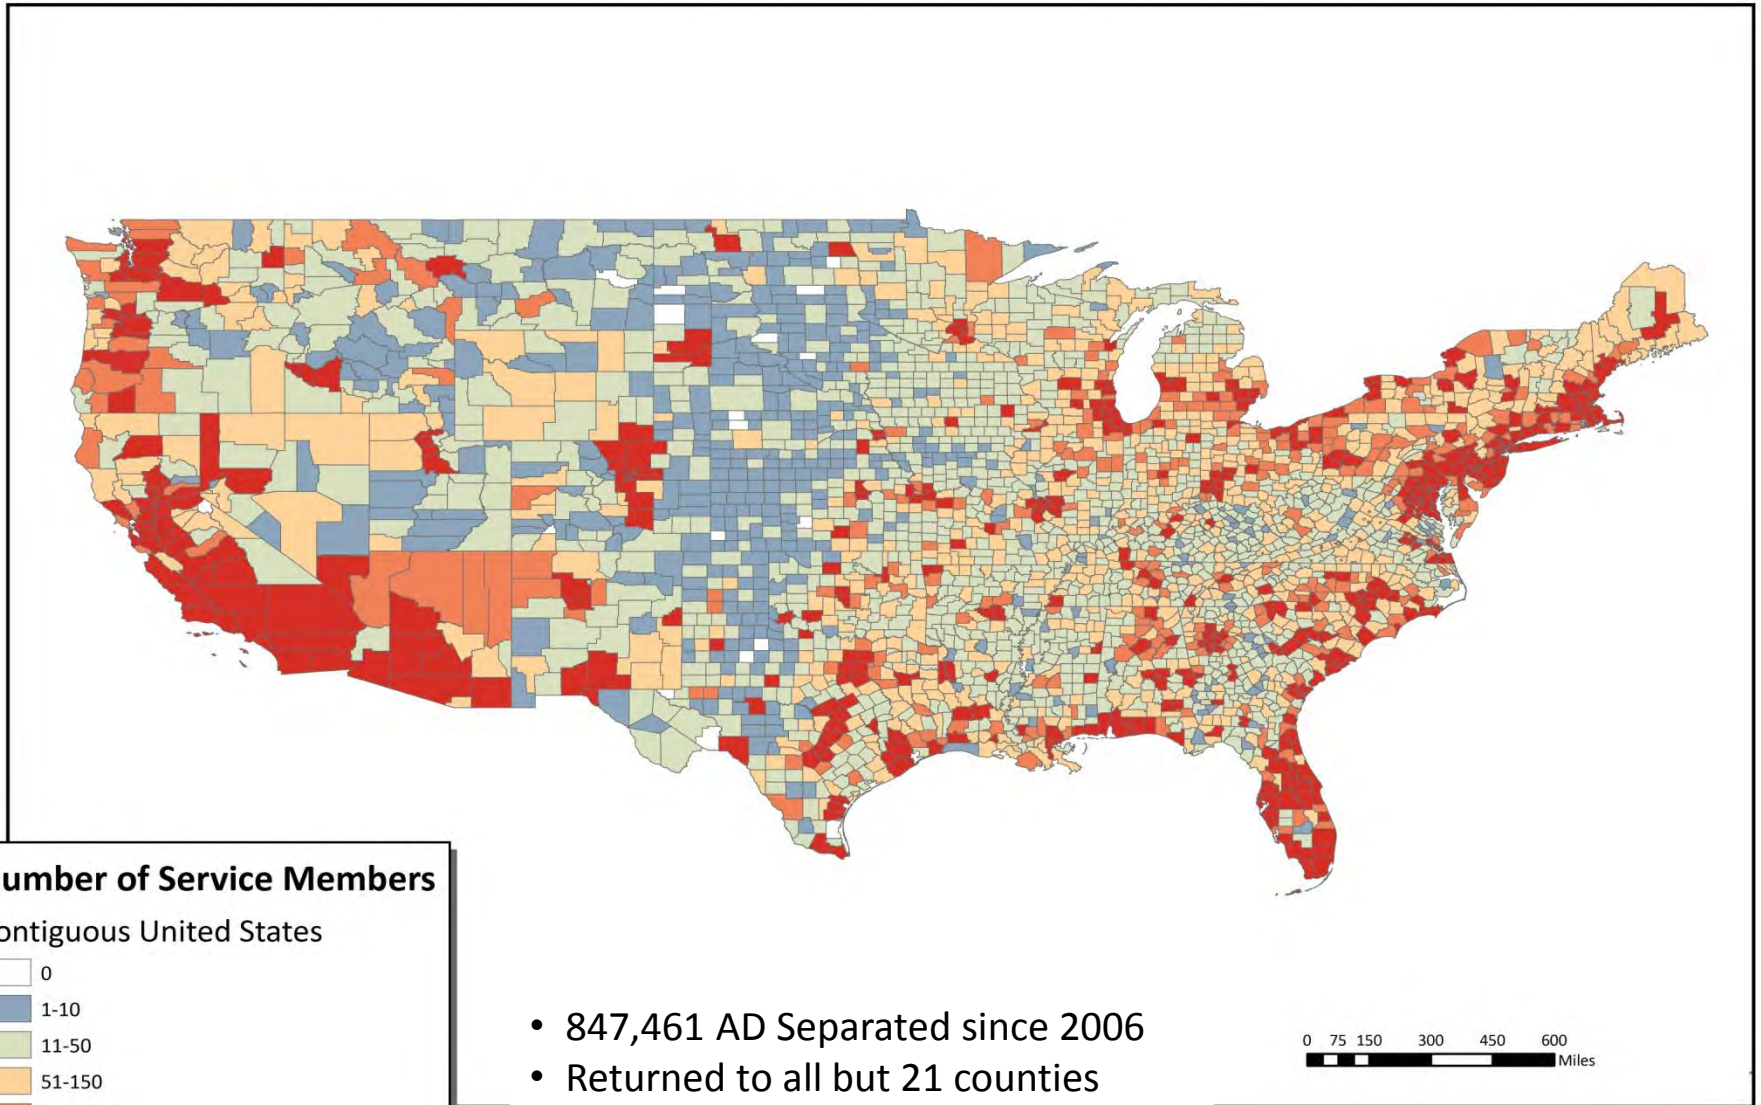 umber of Service Members
ontiguous United States
0
1-10
11-50
51-150
• 847,461 AD Separated since 2006
• Returned to all but 21 counties
0 75 150 300 450 600
Miles